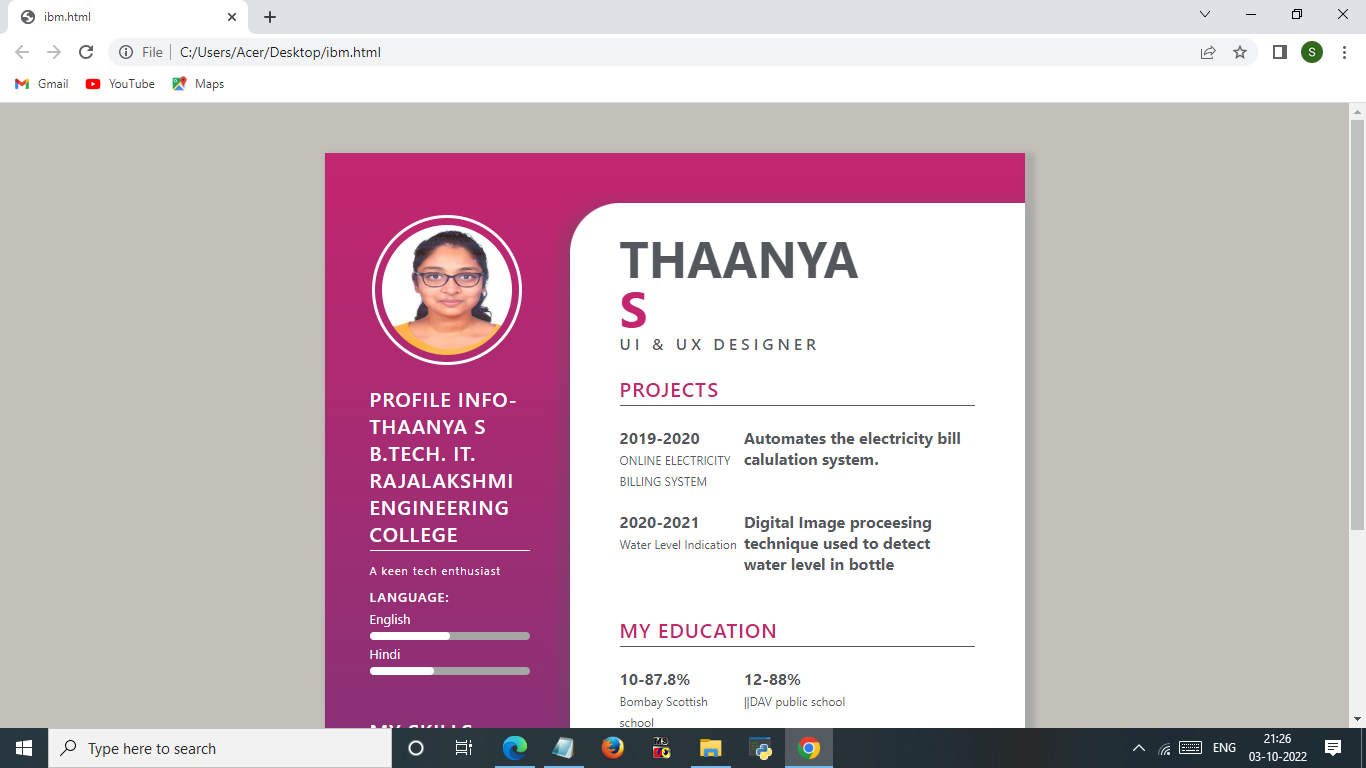 ibm.html
File
C:/Users/Acer/Desktop/ibm.html
S
Gmail
YouTube
Maps
PROFILE INFO-
THAANYA S
B.TECH. IT.
RAJALAKSHMI
ENGINEERING
COLLEGE
A keen tech enthusiast
LANGUAGE:
English
Hindi
MY SKILLS
THAANYA
S
UI & UX DESIGNER
PROJECTS
2019-2020
ONLINE ELECTRICITY
BILLING SYSTEM
Automates the electricity bill
calulation system.
2020-2021
Water Level Indication
Digital Image proceesing
technique used to detect
water level in bottle
MY EDUCATION
10-87.8%
Bombay Scottish
school
12-88%
||DAV public school
Type here to search
ENG
21:26
03-10-2022